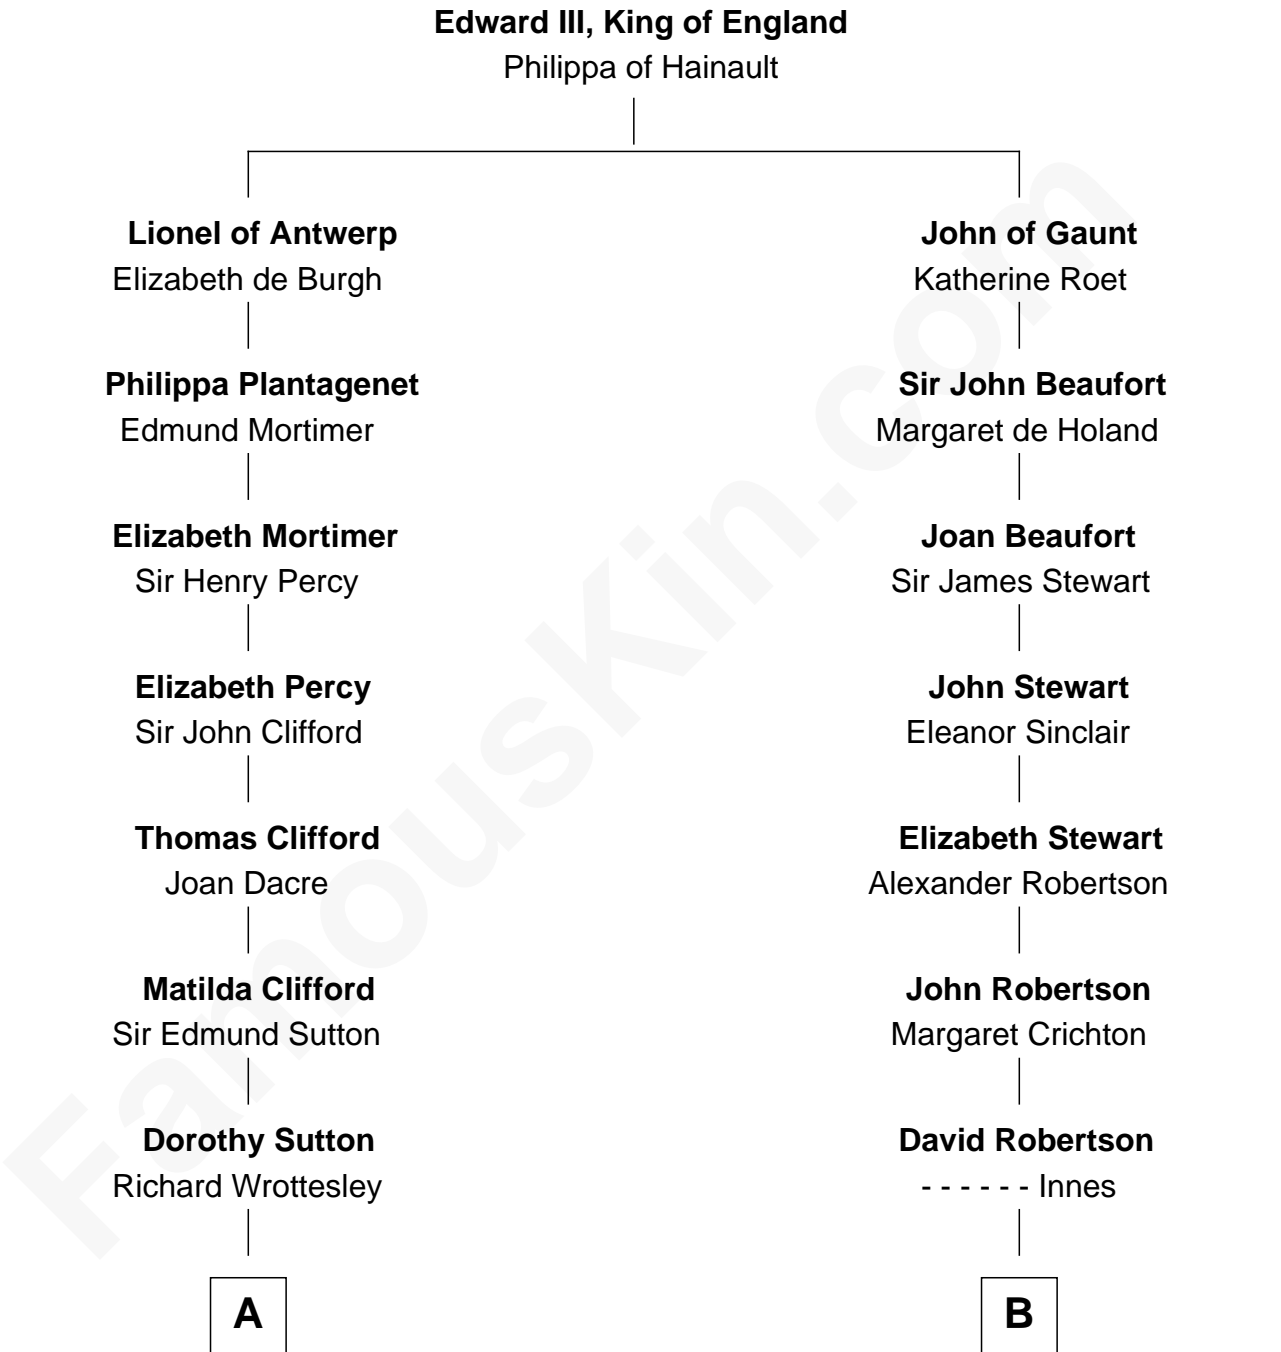 Edward III, King of England
Philippa of Hainault
Lionel of Antwerp
Elizabeth de Burgh
Philippa Plantagenet
Edmund Mortimer
Elizabeth Mortimer
Sir Henry Percy
Elizabeth Percy
Sir John Clifford
Thomas Clifford
Joan Dacre
Matilda Clifford
Sir Edmund Sutton
Dorothy Sutton
Richard Wrottesley
A
John of Gaunt
Katherine Roet
Sir John Beaufort
Margaret de Holand
Joan Beaufort
Sir James Stewart
John Stewart
Eleanor Sinclair
Elizabeth Stewart
Alexander Robertson
John Robertson
Margaret Crichton
David Robertson
- - - - - - Innes
B
FamousKin.com